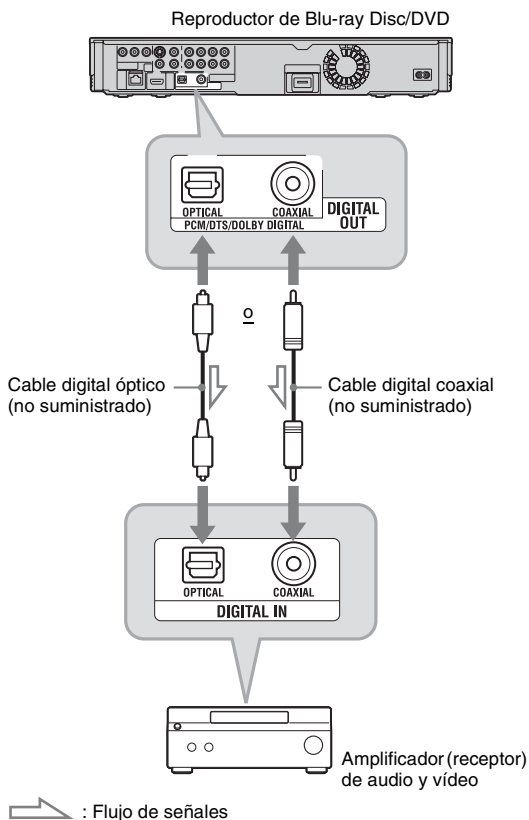 Reproductor de Blu-ray Disc/DVD
OPTICAL
COAXIAL
PCM/DTS/DOLBY DIGITAL
DIGITAL
OUT
o
Cable digital óptico
(no suministrado)
Cable digital coaxial
(no suministrado)
OPTICAL
COAXIAL
DIGITAL IN
Amplificador (receptor)
de audio y vídeo
: Flujo de señales